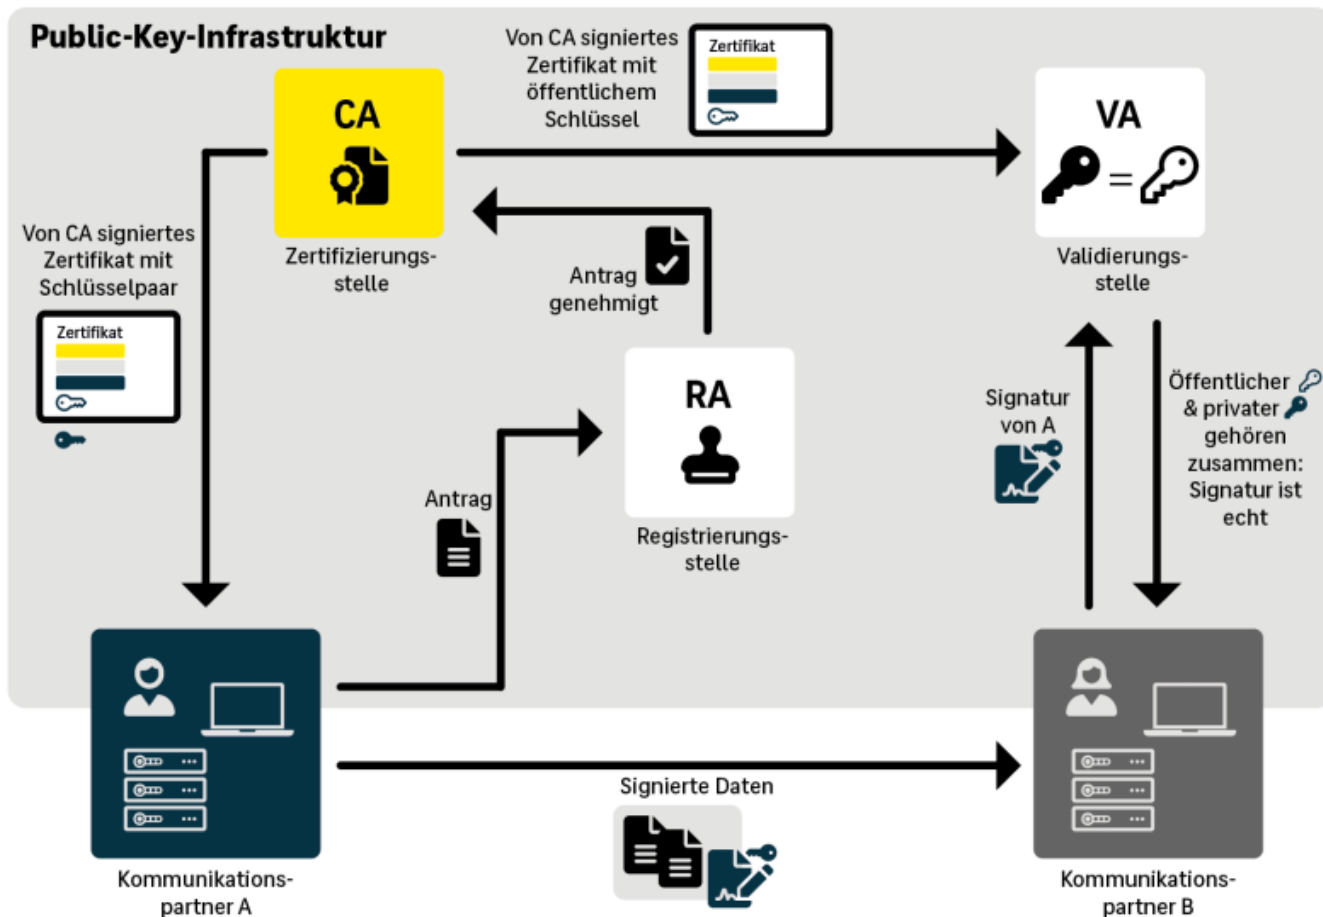 Public-Key-Infrastruktur
Von CA signiertes
Zertifikat mit
öffentlichem
Schlüssel
Zertifikat
CA
Zertifizierungs-
stelle
VA
=
Validierungs-
stelle
Von CA signiertes
Zertifikat mit
Schlüsselpaar
Zertifikat
Antrag
genehmigt
RA
Registrierungs-
stelle
Antrag
Signatur
von A
Öffentlicher
& privater
gehören
zusammen:
Signatur ist
echt
Signierte Daten
Kommunikations-
partner A
Kommunikations-
partner B